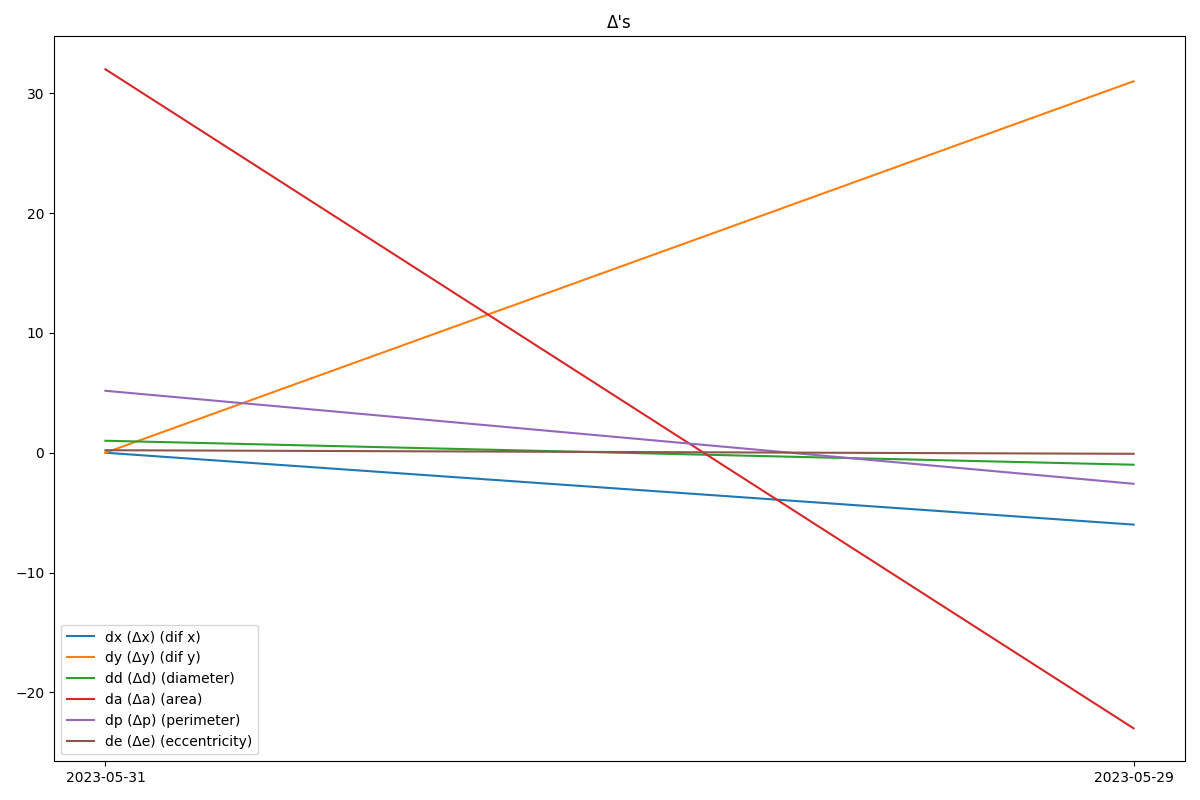 Δ's
30
20
10
0
−10
−20
dx (Δx) (dif x)
dy (Δy) (dif y)
dd (Δd) (diameter)
da (Δa) (area)
dp (Δp) (perimeter)
de (Δe) (eccentricity)
2023-05-31 2023-05-29